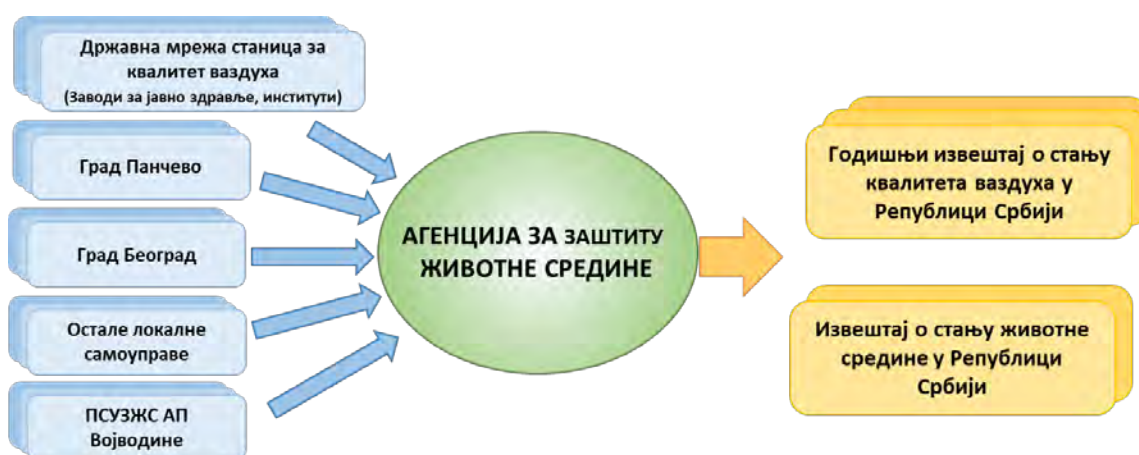 Државна мрежа станица за
квалитет ваздуха
(Заводи за јавно здравље, институти)
Град Панчево
Град Београд
Остале локалне
самоуправе
ПСУЗЖС АП
Војводине
АГЕНЦИЈА ЗА ЗАШТИТУ
ЖИВОТНЕ СРЕДИНЕ
Годишњи извештај о стању
квалитета ваздуха у
Републици Србији
Извештај о стању животне
средине у Републици
Србији